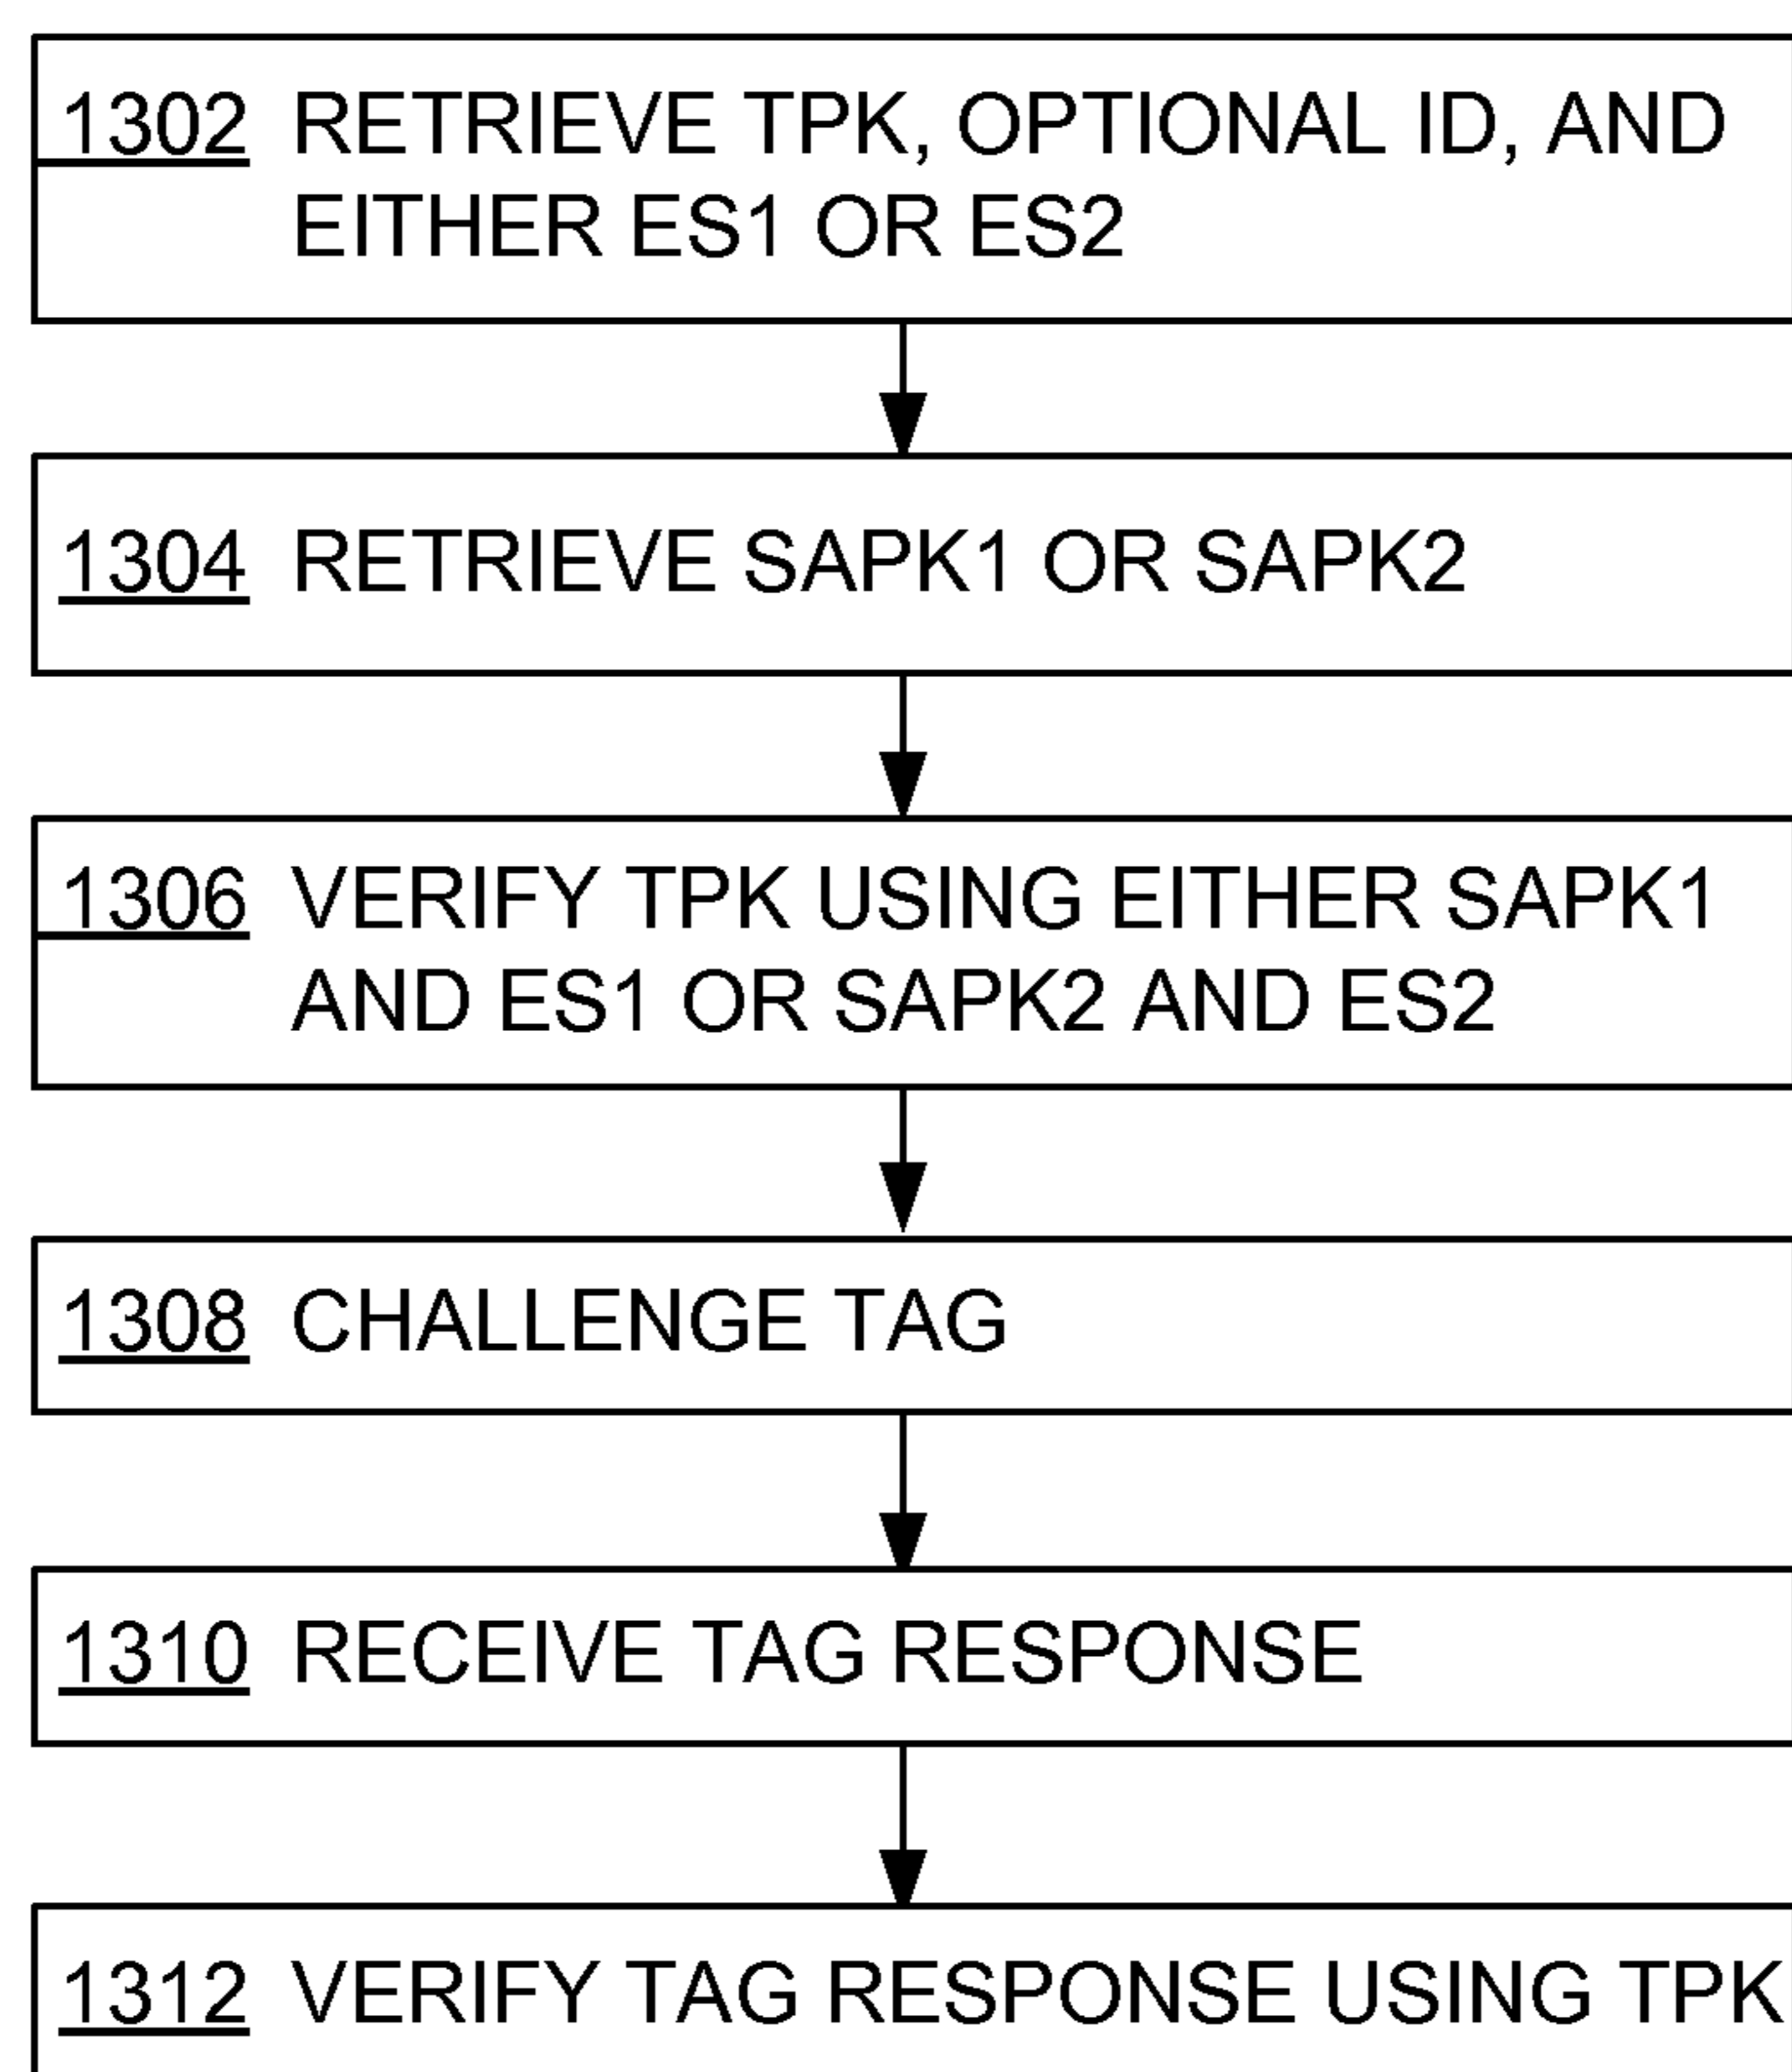 1302 RETRIEVE TPK, OPTIONAL ID, AND
EITHER ES1 OR ES2
1304 RETRIEVE SAPK1 OR SAPK2
1306 VERIFY TPK USING EITHER SAPK1
AND ES1 OR SAPK2 AND ES2
1308 CHALLENGE TAG
1310 RECEIVE TAG RESPONSE
1312 VERIFY TAG RESPONSE USING TPK